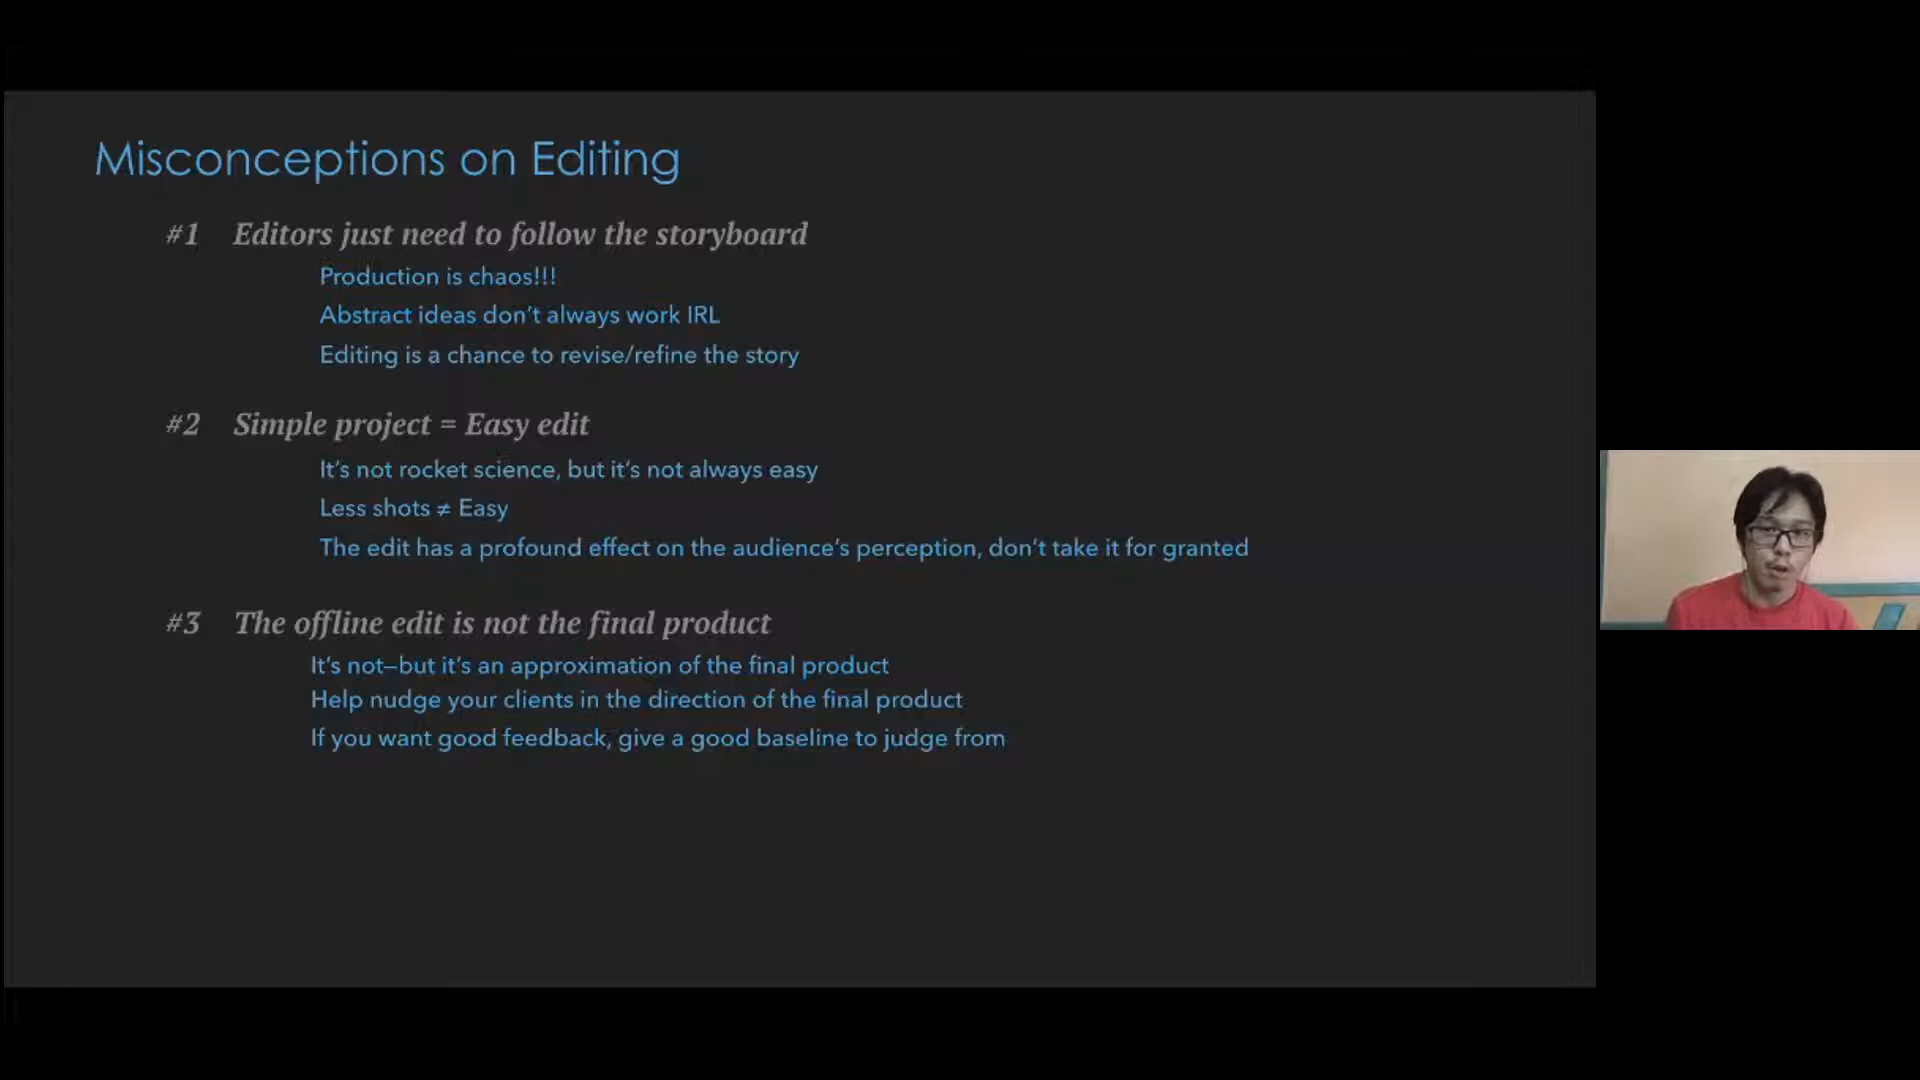 Misconceptions on Editing
#1 Editors just need to follow the storyboard
Production is chaos!!!
Abstract ideas don’t always work IRL
Editing is a chance to revise/refine the story
#2 Simple project = Easy edit
It’s not rocket science, but it’s not always easy
Less shots ≠ Easy
The edit has a profound effect on the audience’s perception, don’t take it for granted
#3 The offline edit is not the final product
It’s not—but it’s an approximation of the final product
Help nudge your clients in the direction of the final product
If you want good feedback, give a good baseline to judge from